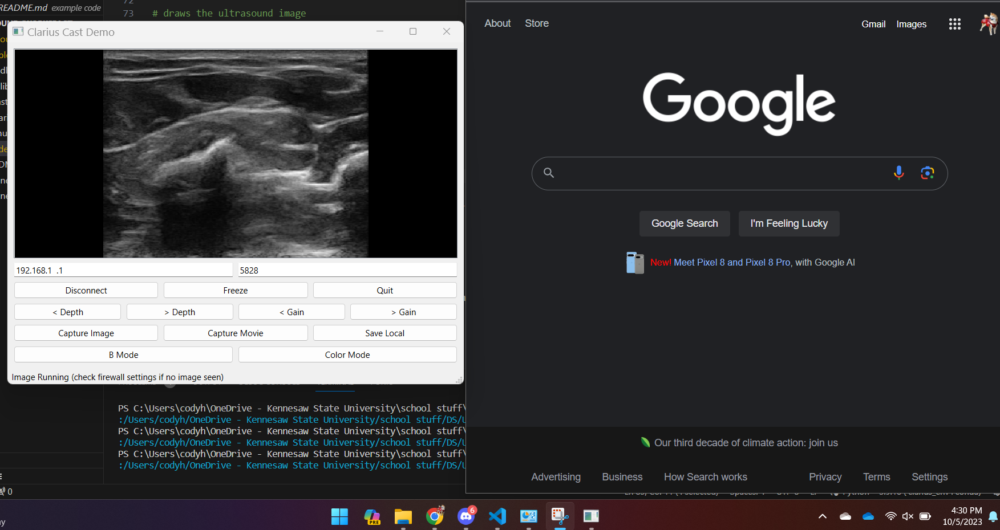 README.md example code
73 # draws the ultrasound image
Clarius Cast Demo
192.168.1 .1
5828
Disconnect
Freeze
Quit
< Depth
> Depth
< Gain
> Gain
Capture Image
Capture Movie
Save Local
B Mode
Color Mode
Image Running (check firewall settings if no image seen)
PS C:\Users\codyh\OneDrive - Kennesaw State University\school stuff\
:/Users/codyh/OneDrive - Kennesaw State University/school stuff/DS/U
PS C:\Users\codyh\OneDrive - Kennesaw State University\school stuff\
:/Users/codyh/OneDrive - Kennesaw State University/school stuff/DS/U
PS C:\Users\codyh\OneDrive - Kennesaw State University\school stuff\
:/Users/codyh/OneDrive - Kennesaw State University/school stuff/DS/U
0
About
Store
Gmail
Images
Google
Google Search
I'm Feeling Lucky
New! Meet Pixel 8 and Pixel 8 Pro, with Google AI
Our third decade of climate action: join us
Advertising
Business
How Search works
Privacy
Terms
Settings
PRE
6
4:30 PM
10/5/2023